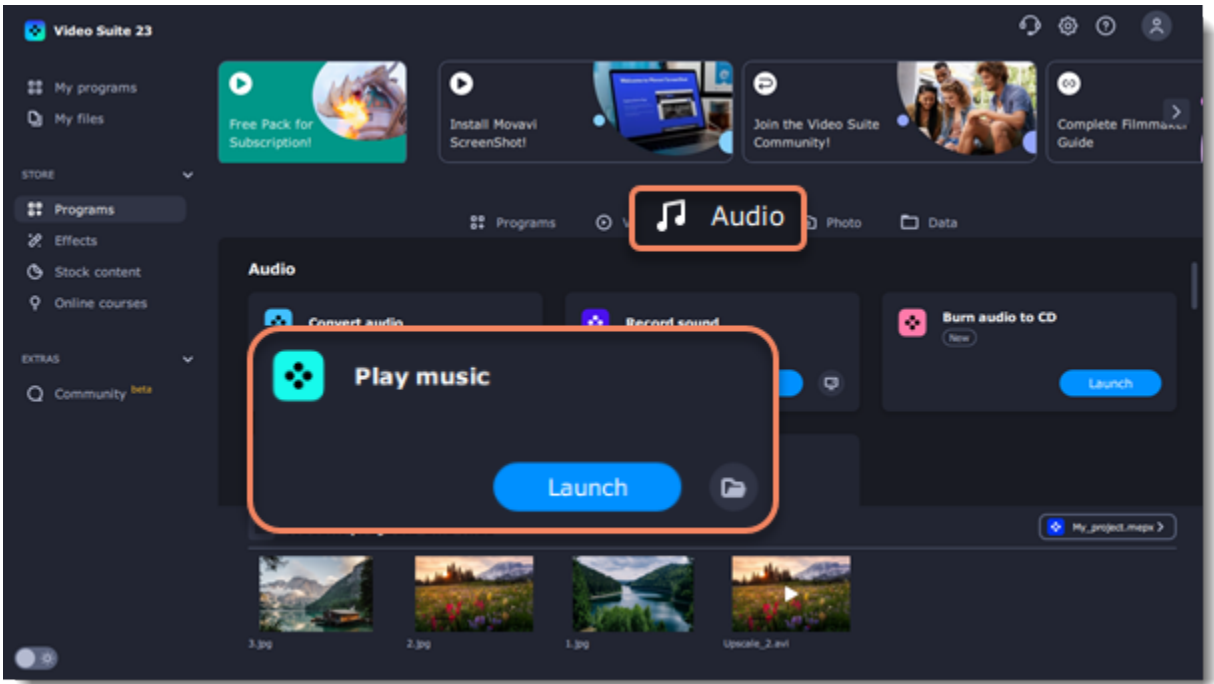 Video Suite 23
My programs
My files
STORE
Programs
Effects
Stock content
Online courses
EXTRAS
Community beta
Free Pack for
Subscription!
Install Movavi
ScreenShot!
Join the Video Suite
Community!
Complete Filmmaker
Guide
Programs
V
Audio
Photo
Data
Audio
Convert audio
Record sound
Burn audio to CD
New
Launch
Play music
Launch
My_project.mepx
3.jpg
2.jpg
1.jpg
Upscale_2.avi